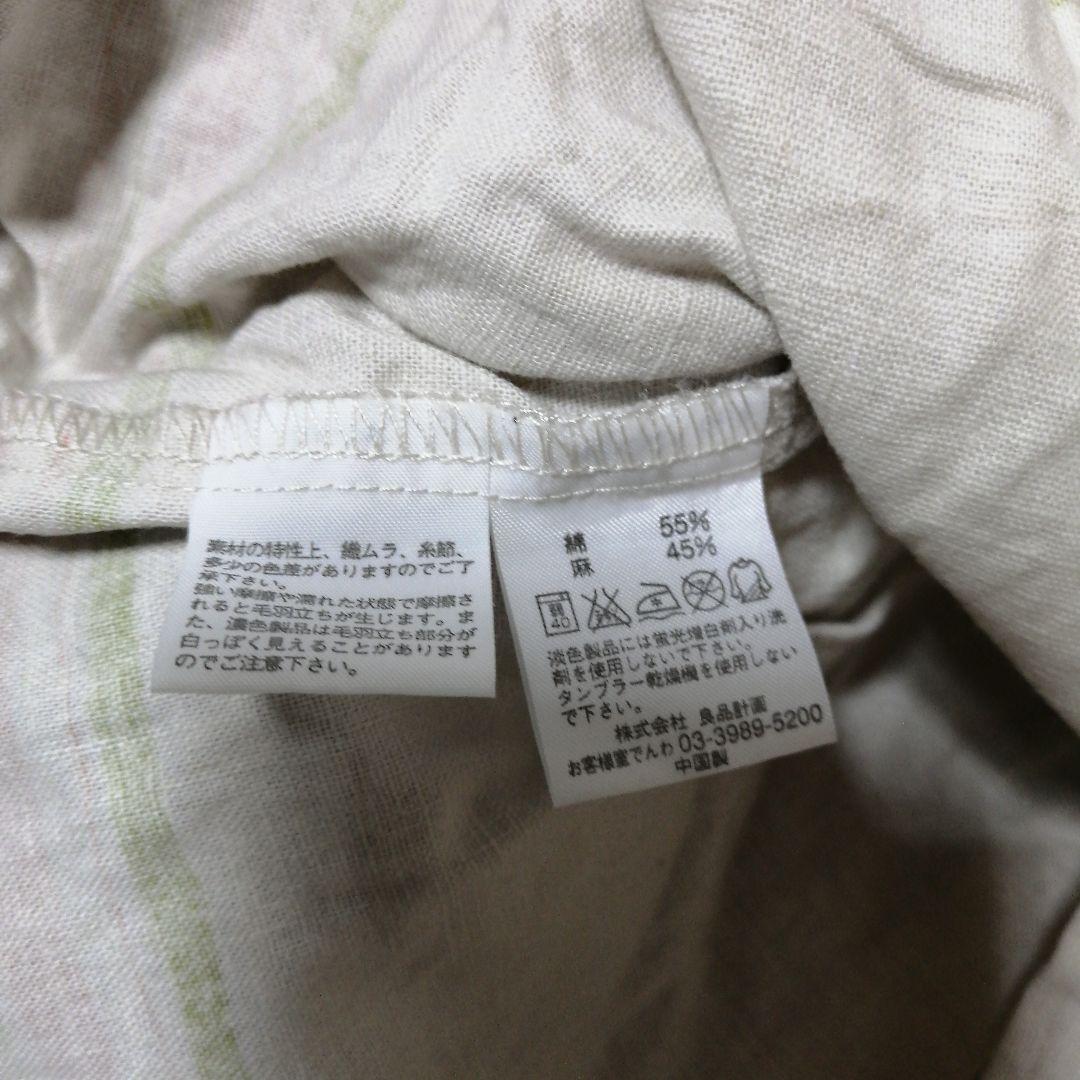 素材の特性上、織ムラ、糸節、
多少の色差がありますのでご了
承下さい。
強い摩擦や濡れた状態で摩擦さ
れると毛羽立ちが生じます。ま
た、濃色製品は毛羽立ち部分が
白っぽく見えることがあります
のでご注意下さい。
綿 55%
麻 45%
40
淡色製品には蛍光増白剤入り洗
剤を使用しないで下さい。
タンブラー乾燥機を使用しない
で下さい。
株式会社 良品計画
お客様室でんわ 03-3989-5200
中国製